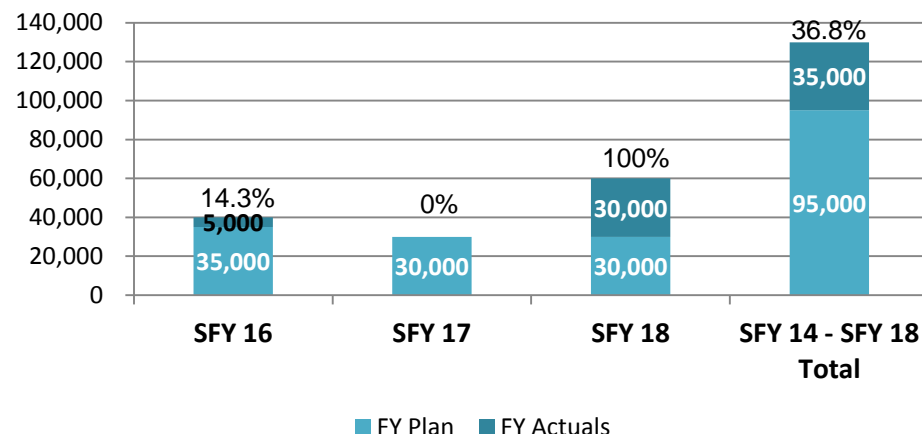 140,000
120,000
100,000
80,000
60,000
40,000
20,000
0
14.3%
5,000
35,000
0%
30,000
100%
30,000
30,000
36.8%
35,000
95,000
SFY 16
SFY 17
SFY 18
SFY 14 - SFY 18
Total
FY Plan
FY Actuals